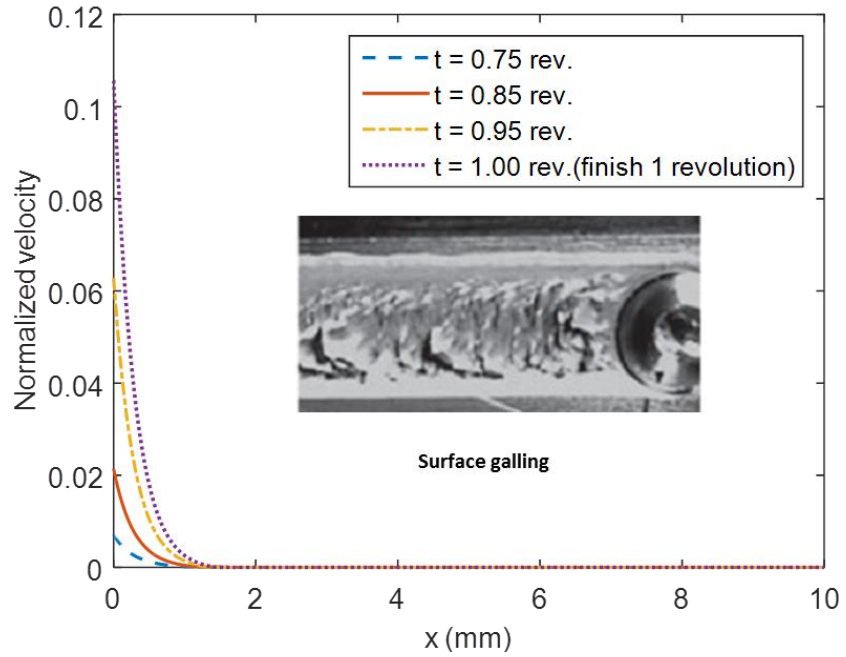 0.12
0.1
0.08
0.06
0.04
0.02
0
Normalized velocity
t = 0.75 rev.
t = 0.85 rev.
t = 0.95 rev.
t = 1.00 rev.(finish 1 revolution)
Surface galling
0 2 4 6 8 10
x (mm)